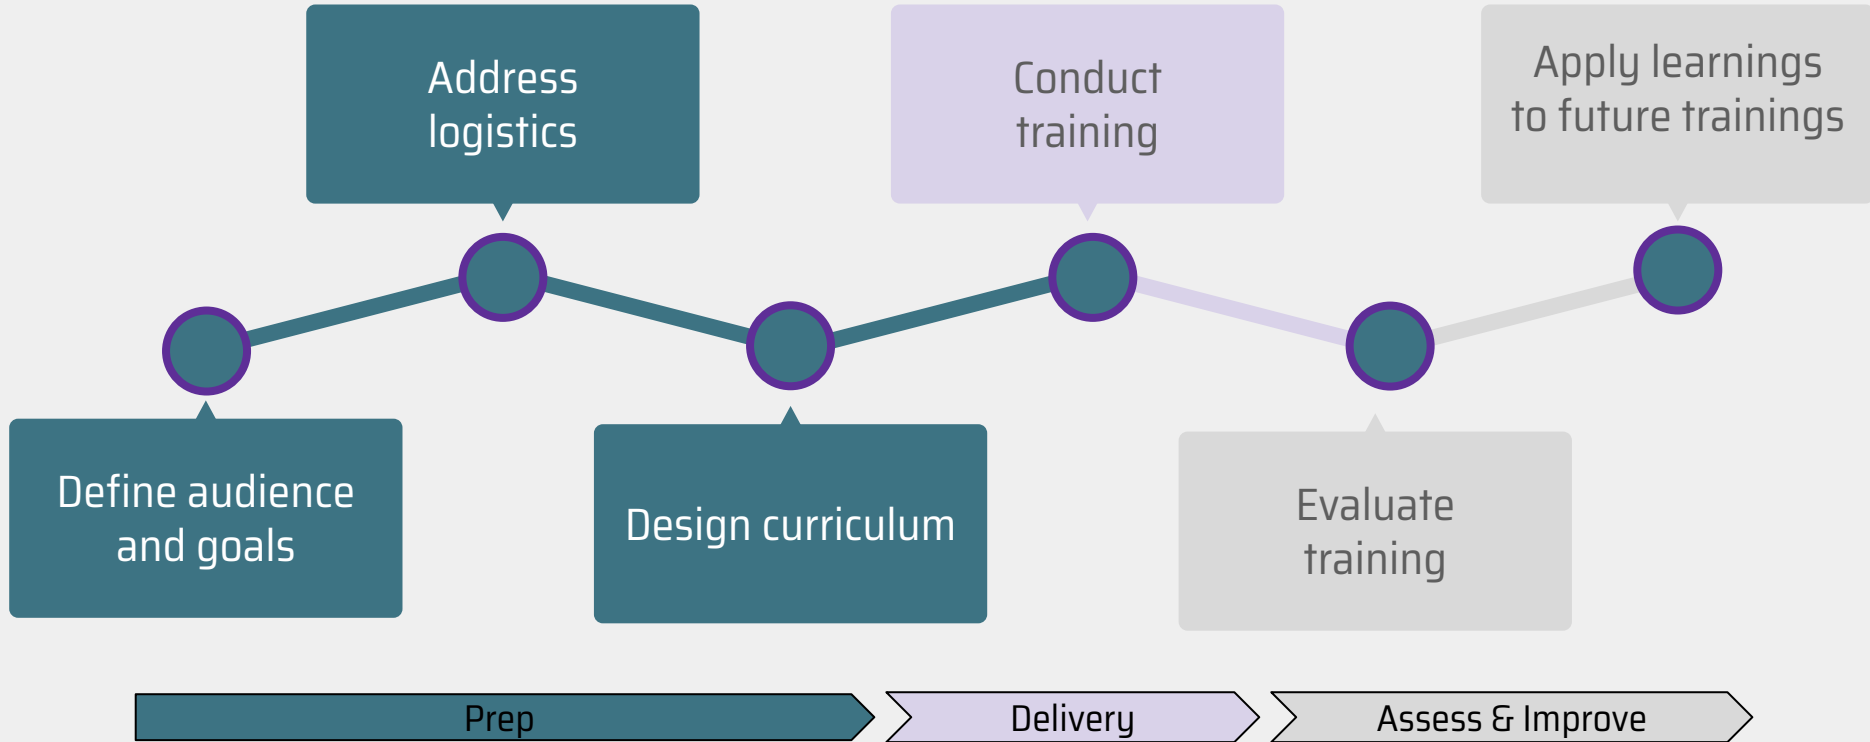 Address
logistics
Conduct
training
Apply learnings
to future trainings
Define audience
and goals
Design curriculum
Evaluate
training
Prep
Delivery
Assess & Improve